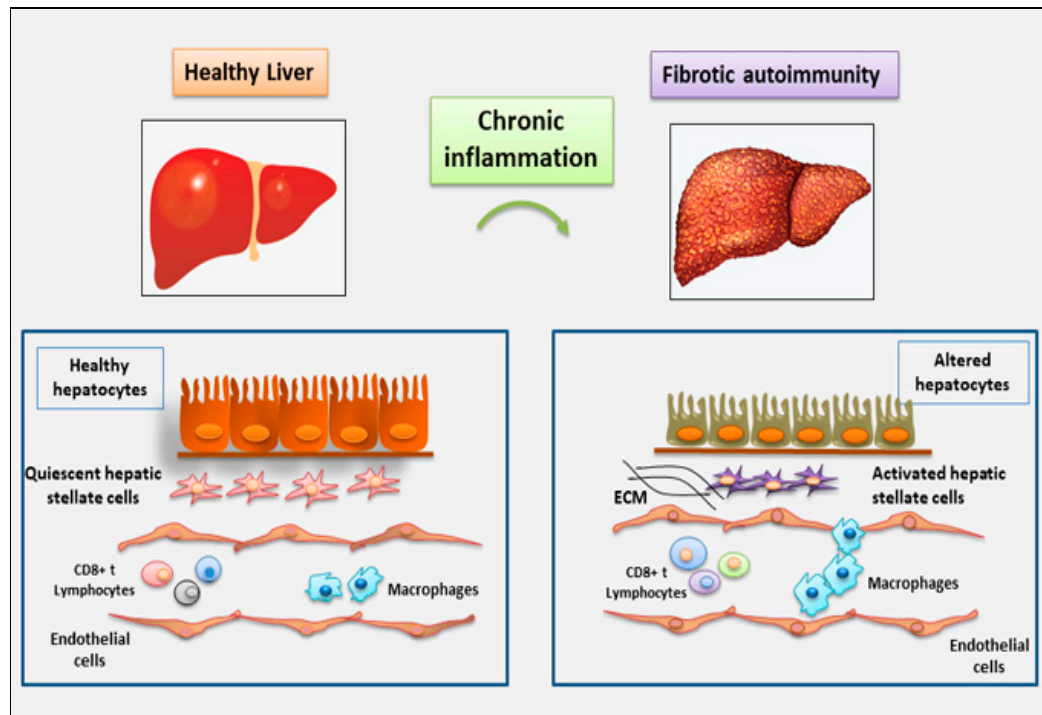 Healthy Liver
Fibrotic autoimmunity
Chronic
inflammation
Healthy
hepatocytes
Quiescent hepatic
stellate cells
CD8+ t
Lymphocytes
Macrophages
Endothelial
cells
Altered
hepatocytes
ECM
Activated hepatic
stellate cells
CD8+ t
Lymphocytes
Macrophages
Endothelial
cells